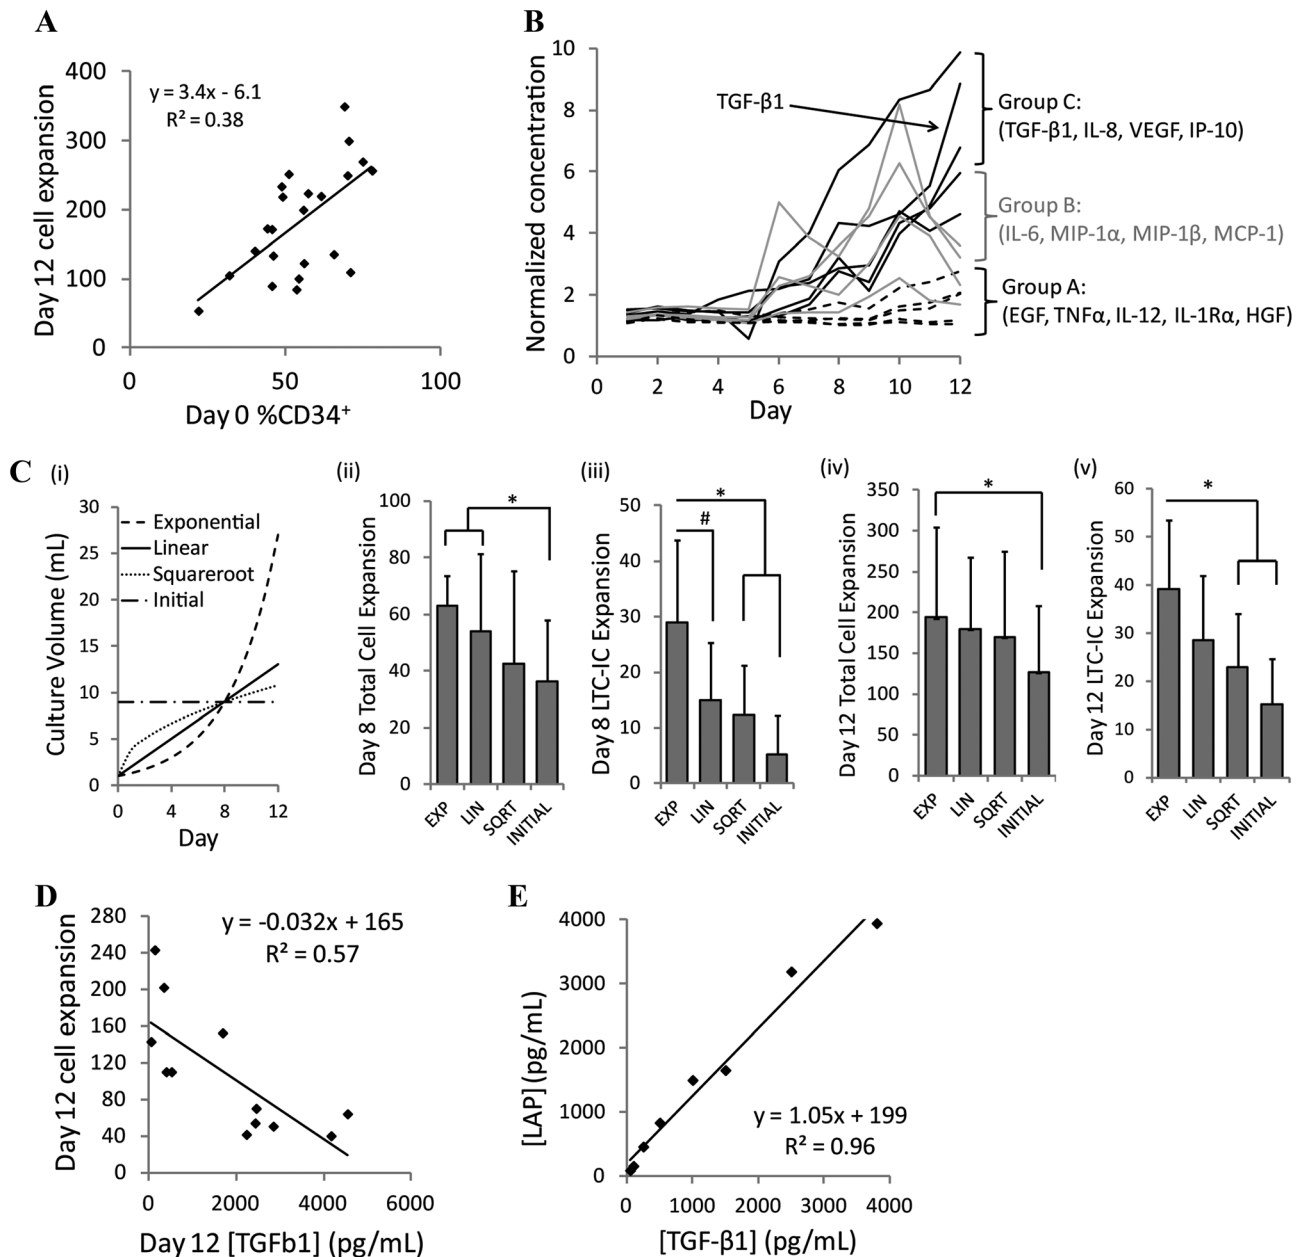 A
400
300
200
100
0
0
50
100
y = 3.4x - 6.1
R² = 0.38
Day 12 cell expansion
Day 0 %CD34⁺
B
10
8
6
4
2
0
0
2
4
6
8
10
12
Normalized concentration
Day
TGF-β1
Group C:
(TGF-β1, IL-8, VEGF, IP-10)
Group B:
(IL-6, MIP-1α, MIP-1β, MCP-1)
Group A:
(EGF, TNFα, IL-12, IL-1Rα, HGF)
C
(i)
30
25
20
15
10
5
0
0
4
8
12
Exponential
Linear
Squareroot
Initial
Culture Volume (mL)
Day
(ii)
100
80
60
40
20
0
*
Day 8 Total Cell Expansion
EXP
LIN
SQRT
INITIAL
(iii)
50
40
30
20
10
0
*
#
Day 8 LTC-IC Expansion
EXP
LIN
SQRT
INITIAL
(iv)
350
300
250
200
150
100
50
0
*
Day 12 Total Cell Expansion
EXP
LIN
SQRT
INITIAL
(v)
60
50
40
30
20
10
0
*
Day 12 LTC-IC Expansion
EXP
LIN
SQRT
INITIAL
D
280
240
200
160
120
80
40
0
0
2000
4000
6000
y = -0.032x + 165
R² = 0.57
Day 12 cell expansion
Day 12 [TGFb1] (pg/mL)
E
4000
3000
2000
1000
0
0
1000
2000
3000
4000
y = 1.05x + 199
R² = 0.96
[LAP] (pg/mL)
[TGF-β1] (pg/mL)